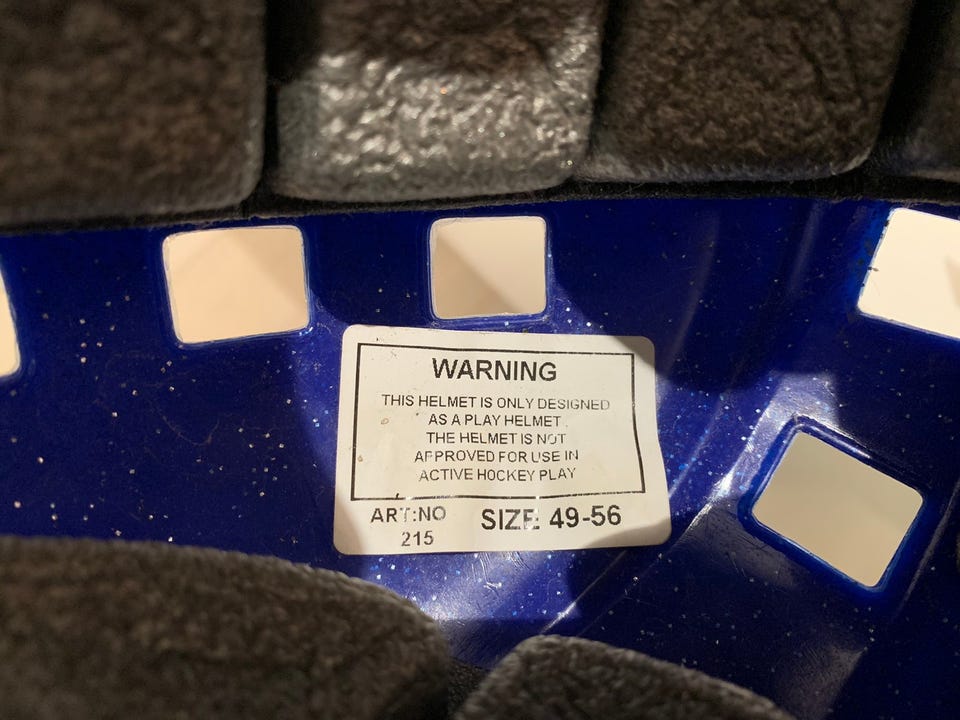 WARNING
THIS HELMET IS ONLY DESIGNED
AS A PLAY HELMET.
THE HELMET IS NOT
APPROVED FOR USE IN
ACTIVE HOCKEY PLAY
ART:NO SIZE 49-56
215